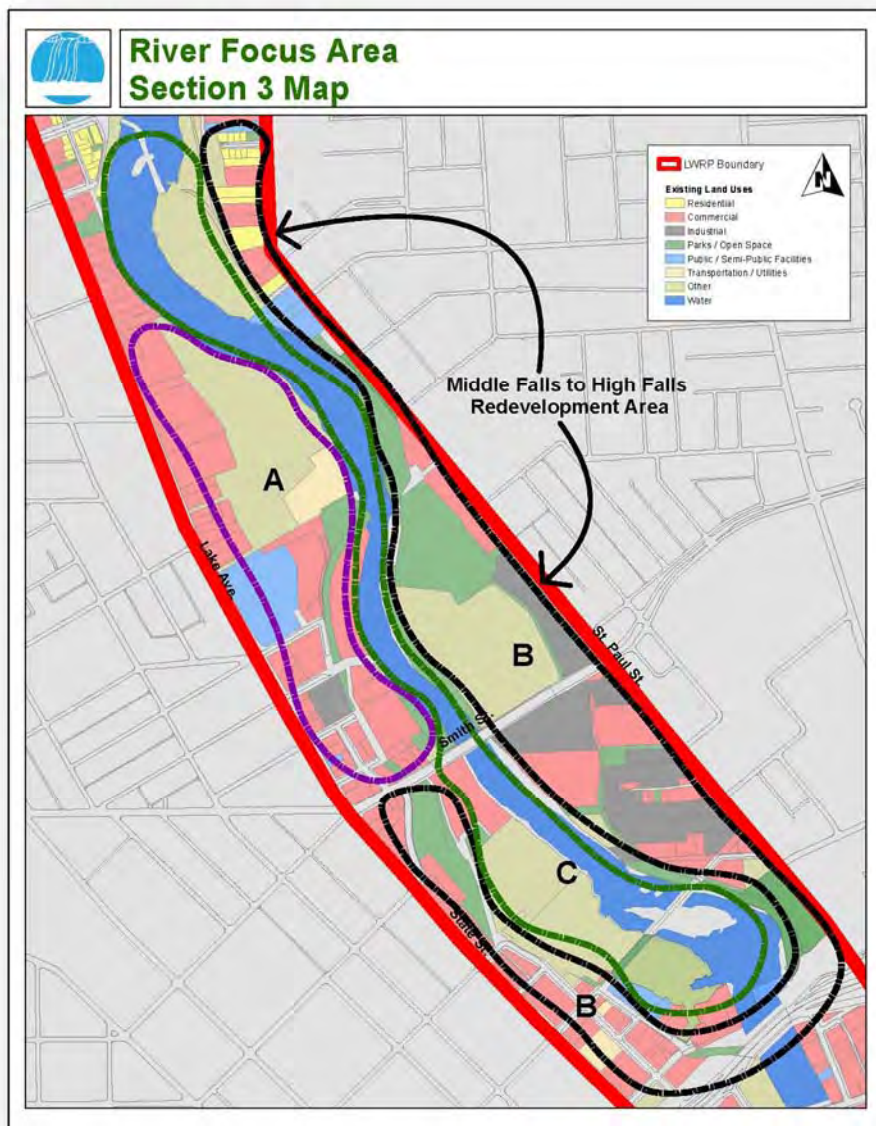 River Focus Area
Section 3 Map
LWRP Boundary
N
Existing Land Uses
Residential
Commercial
Industrial
Parks / Open Space
Public / Semi-Public Facilities
Transportation / Utilities
Other
Water
Middle Falls to High Falls
Redevelopment Area
A
Lake Ave.
B
St. Paul St.
Smith St.
C
State St.
B